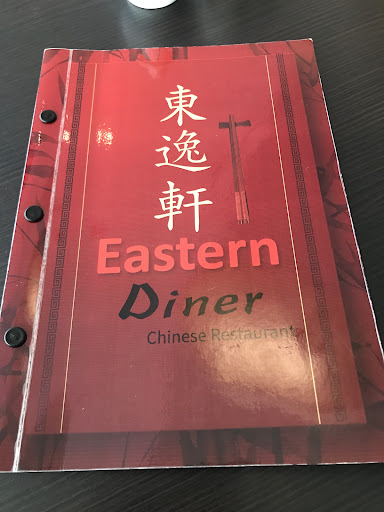 東逸軒
Eastern
Diner
Chinese Restaurant